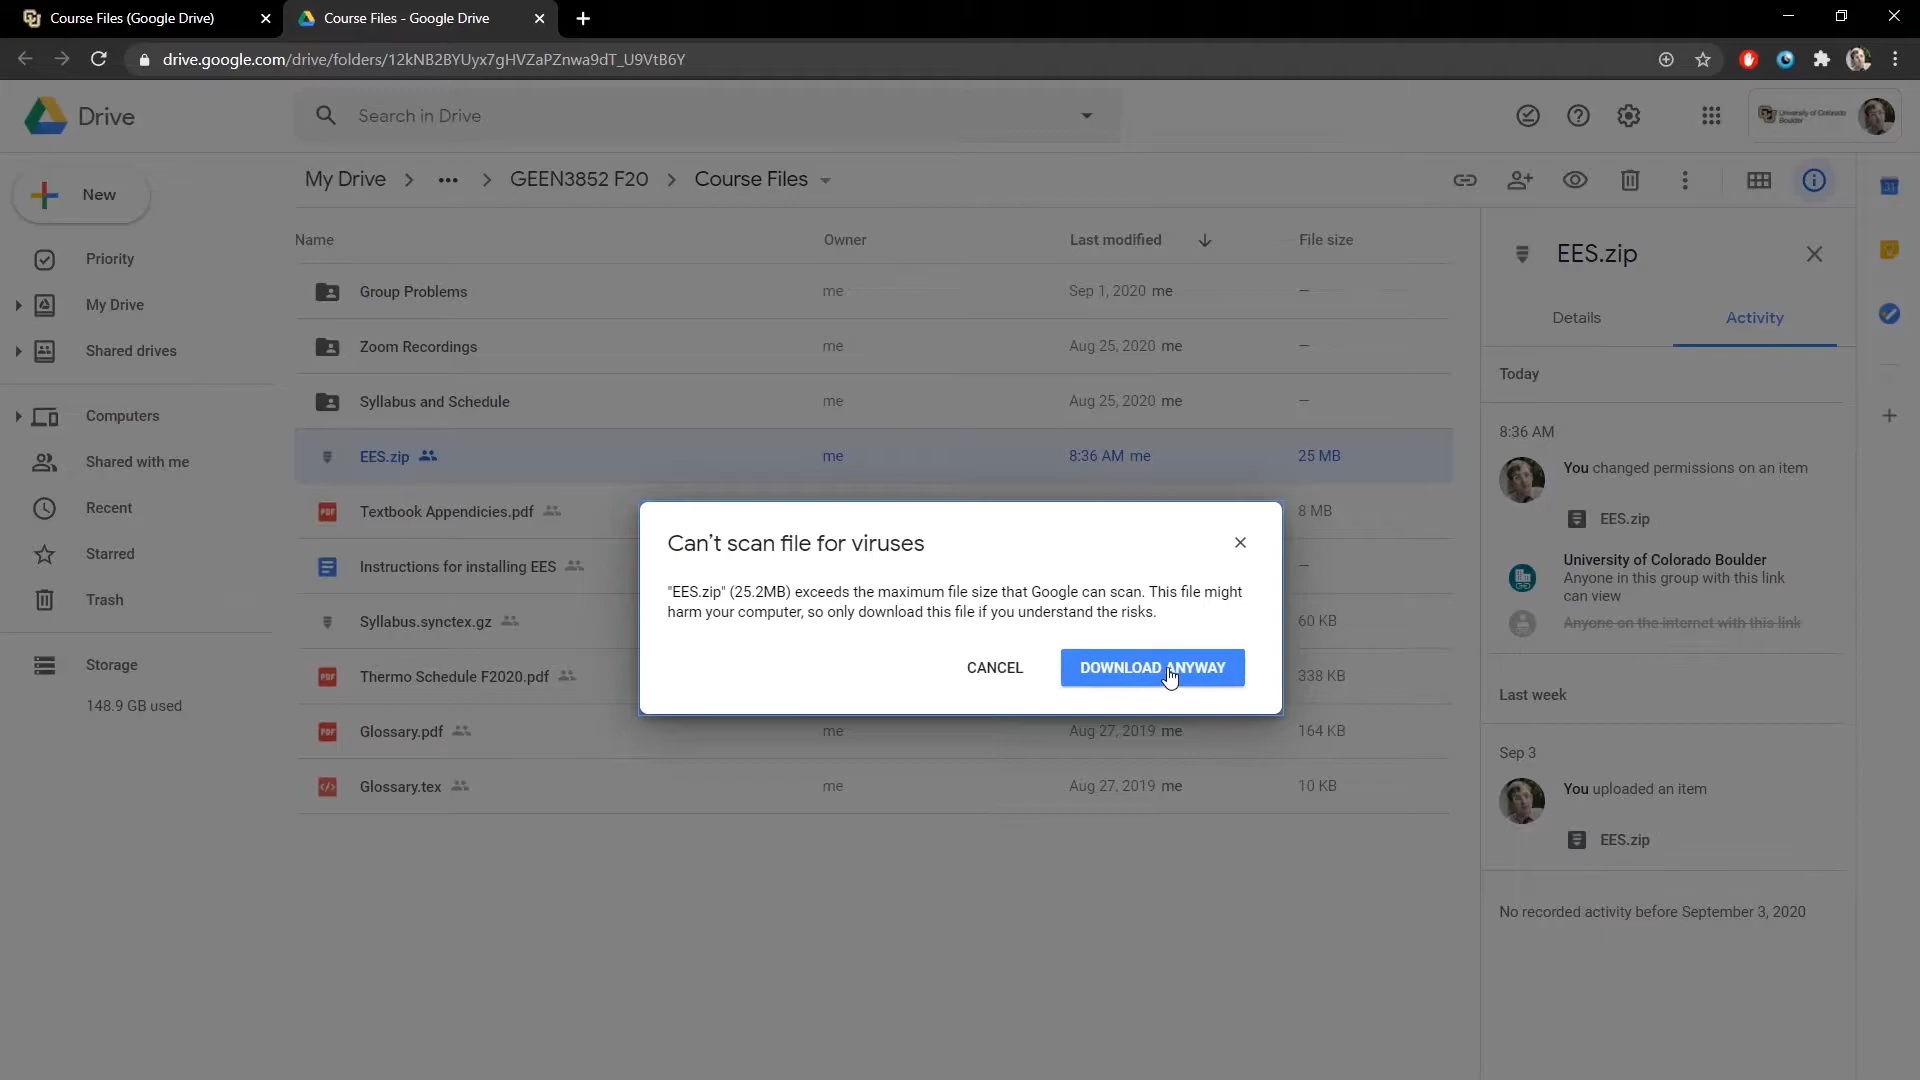 Course Files (Google Drive)
Course Files - Google Drive
drive.google.com/drive/folders/12kNB2BYUyx7gHVZaPZnwa9dT_U9VtB6Y
Drive
Search in Drive
University of Colorado
Boulder
New
My Drive
GEEN3852 F20
Course Files
Name
Owner
Last modified
File size
Priority
My Drive
Shared drives
Computers
Shared with me
Recent
Starred
Trash
Storage
148.9 GB used
Group Problems me Sep 1, 2020 me —
Zoom Recordings me Aug 25, 2020 me —
Syllabus and Schedule me Aug 25, 2020 me —
EES.zip me 8:36 AM me 25 MB
Textbook Appendicies.pdf 8 MB
Instructions for installing EES —
Syllabus.synctex.gz 60 KB
Thermo Schedule F2020.pdf 338 KB
Glossary.pdf me Aug 27, 2019 me 164 KB
Glossary.tex me Aug 27, 2019 me 10 KB
Can't scan file for viruses
"EES.zip" (25.2MB) exceeds the maximum file size that Google can scan. This file might
harm your computer, so only download this file if you understand the risks.
CANCEL
DOWNLOAD ANYWAY
EES.zip
Details
Activity
Today
8:36 AM
You changed permissions on an item
EES.zip
University of Colorado Boulder
Anyone in this group with this link
can view
Anyone on the internet with this link
Last week
Sep 3
You uploaded an item
EES.zip
No recorded activity before September 3, 2020